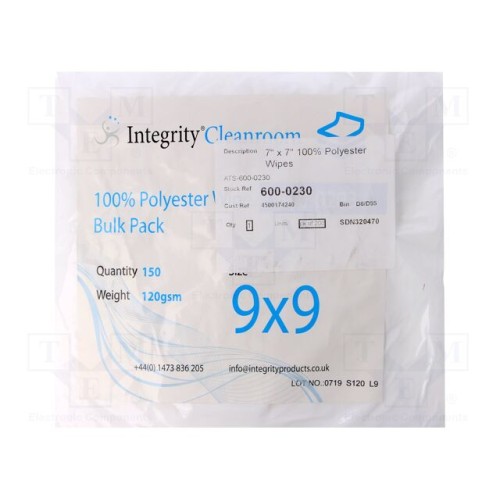 Integrity® Cleanroom
Description 7" x 7" 100% Polyester
Wipes
ATS-600-0230
Stock Ref 600-0230
Cust Ref 4500174240 Bin D8/D55
Qty 1 SDN320470
100% Polyester W
Bulk Pack
Quantity 150
Weight 120gsm
Size
9x9
+44(0) 1473 836 205
info@integrityproducts.co.uk
LOT NO.:0719 S120 L9